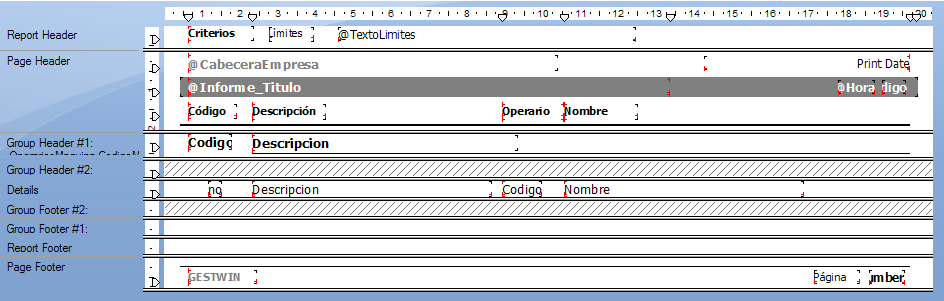 1 2 3 4 5 6 7 8 9 10 11 12 13 14 15 16 17 18 19 20
Report Header Criterios Límites @TextoLimites
Page Header @CabeceraEmpresa Print Date
@Informe_Titulo @Hora digo
Código Descripción Operario Nombre
Group Header #1: Codigo Descripcion
Group Header #2:
Details no Descripcion Codigo Nombre
Group Footer #2:
Group Footer #1:
Report Footer
Page Footer GESTWIN Página umber